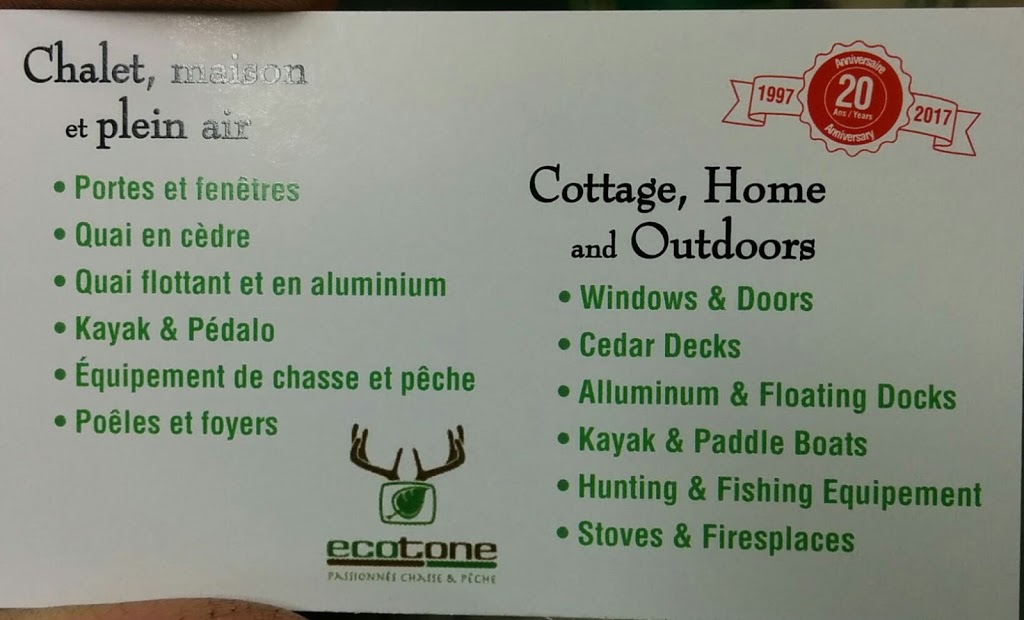 Chalet, maison
et plein air
• Portes et fenêtres
• Quai en cèdre
• Quai flottant et en aluminium
• Kayak & Pédalo
• Équipement de chasse et pêche
• Poêles et foyers
1997
Anniversaire
20
Ans / Years
Anniversary
2017
Cottage, Home
and Outdoors
• Windows & Doors
• Cedar Decks
• Alluminum & Floating Docks
• Kayak & Paddle Boats
• Hunting & Fishing Equipement
• Stoves & Firesplaces
ecotone
PASSIONNÉS CHASSE & PÊCHE